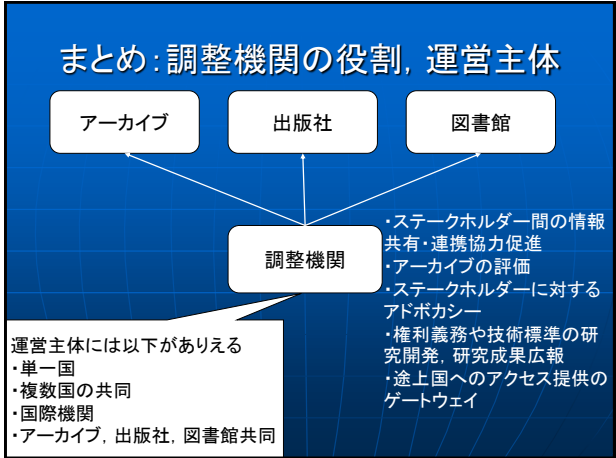 まとめ：調整機関の役割，運営主体
アーカイブ
出版社
図書館
調整機関
・ステークホルダー間の情報
共有・連携協力促進
・アーカイブの評価
・ステークホルダーに対する
アドボカシー
・権利義務や技術標準の研
究開発，研究成果広報
・途上国へのアクセス提供の
ゲートウェイ
運営主体には以下がありえる
・単一国
・複数国の共同
・国際機関
・アーカイブ，出版社，図書館共同